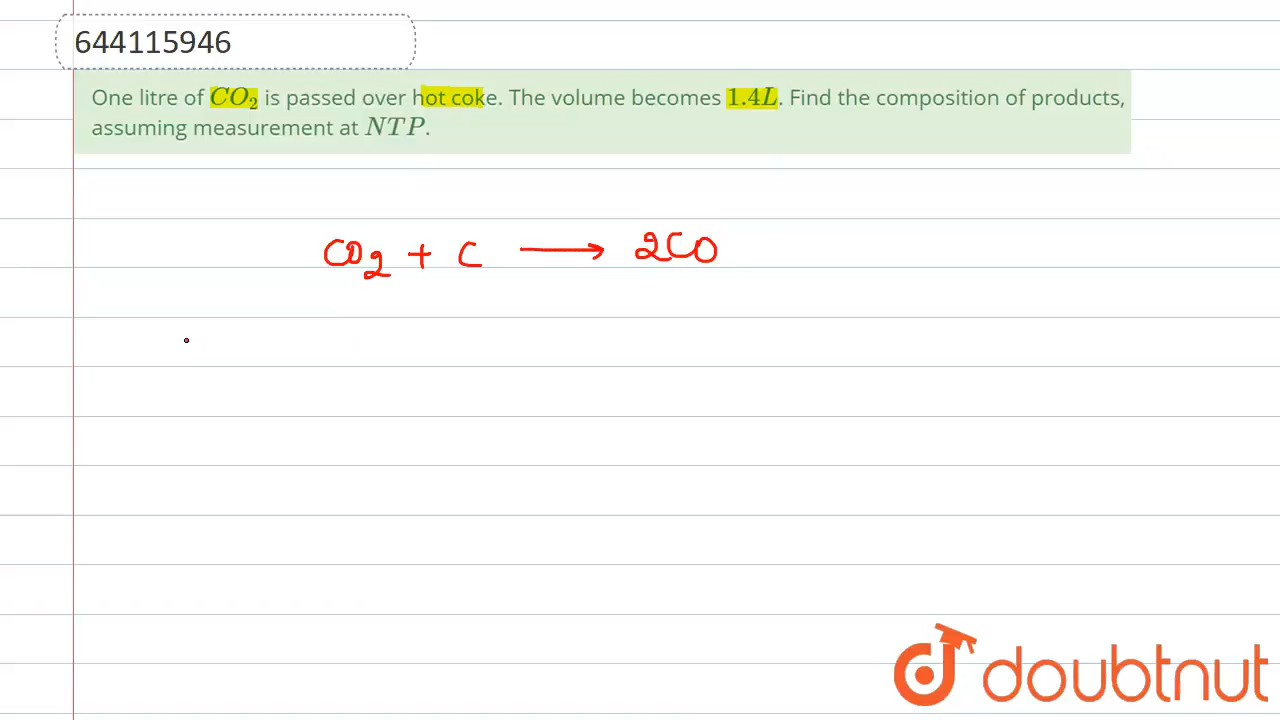 644115946
One litre of CO₂ is passed over hot coke. The volume becomes 1.4L. Find the composition of products,
assuming measurement at NTP.
CO₂ + C ⟶ 2CO
doubtnut